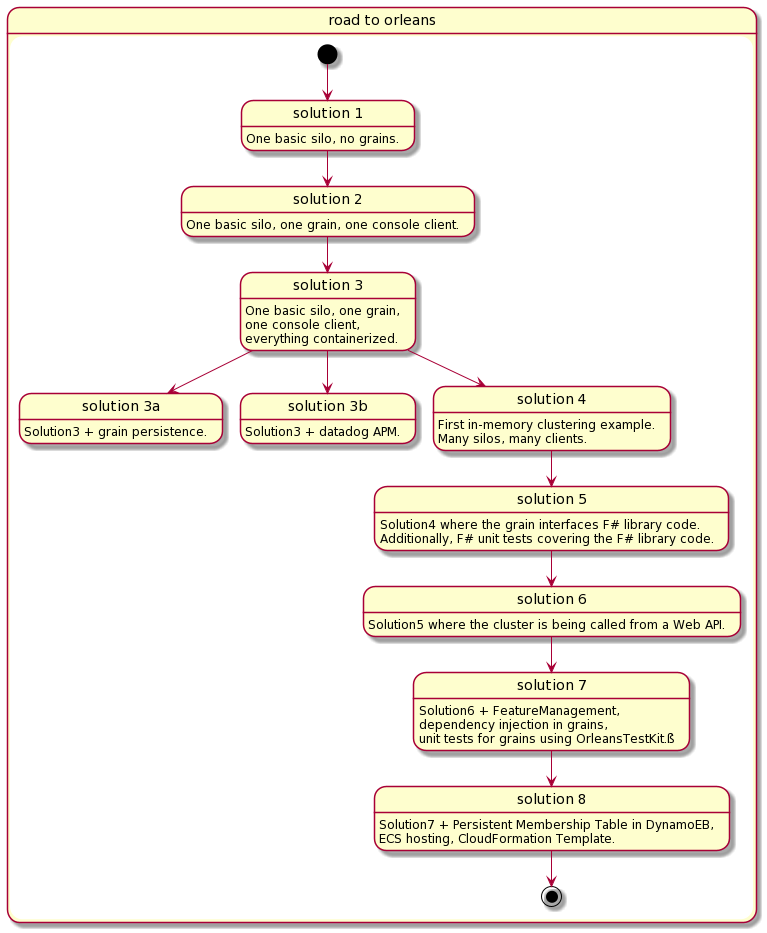 road to orleans
solution 1
One basic silo, no grains.
solution 2
One basic silo, one grain, one console client.
solution 3
One basic silo, one grain,
one console client,
everything containerized.
solution 3a
Solution3 + grain persistence.
solution 3b
Solution3 + datadog APM.
solution 4
First in-memory clustering example.
Many silos, many clients.
solution 5
Solution4 where the grain interfaces F# library code.
Additionally, F# unit tests covering the F# library code.
solution 6
Solution5 where the cluster is being called from a Web API.
solution 7
Solution6 + FeatureManagement,
dependency injection in grains,
unit tests for grains using OrleansTestKit.ß
solution 8
Solution7 + Persistent Membership Table in DynamoEB,
ECS hosting, CloudFormation Template.